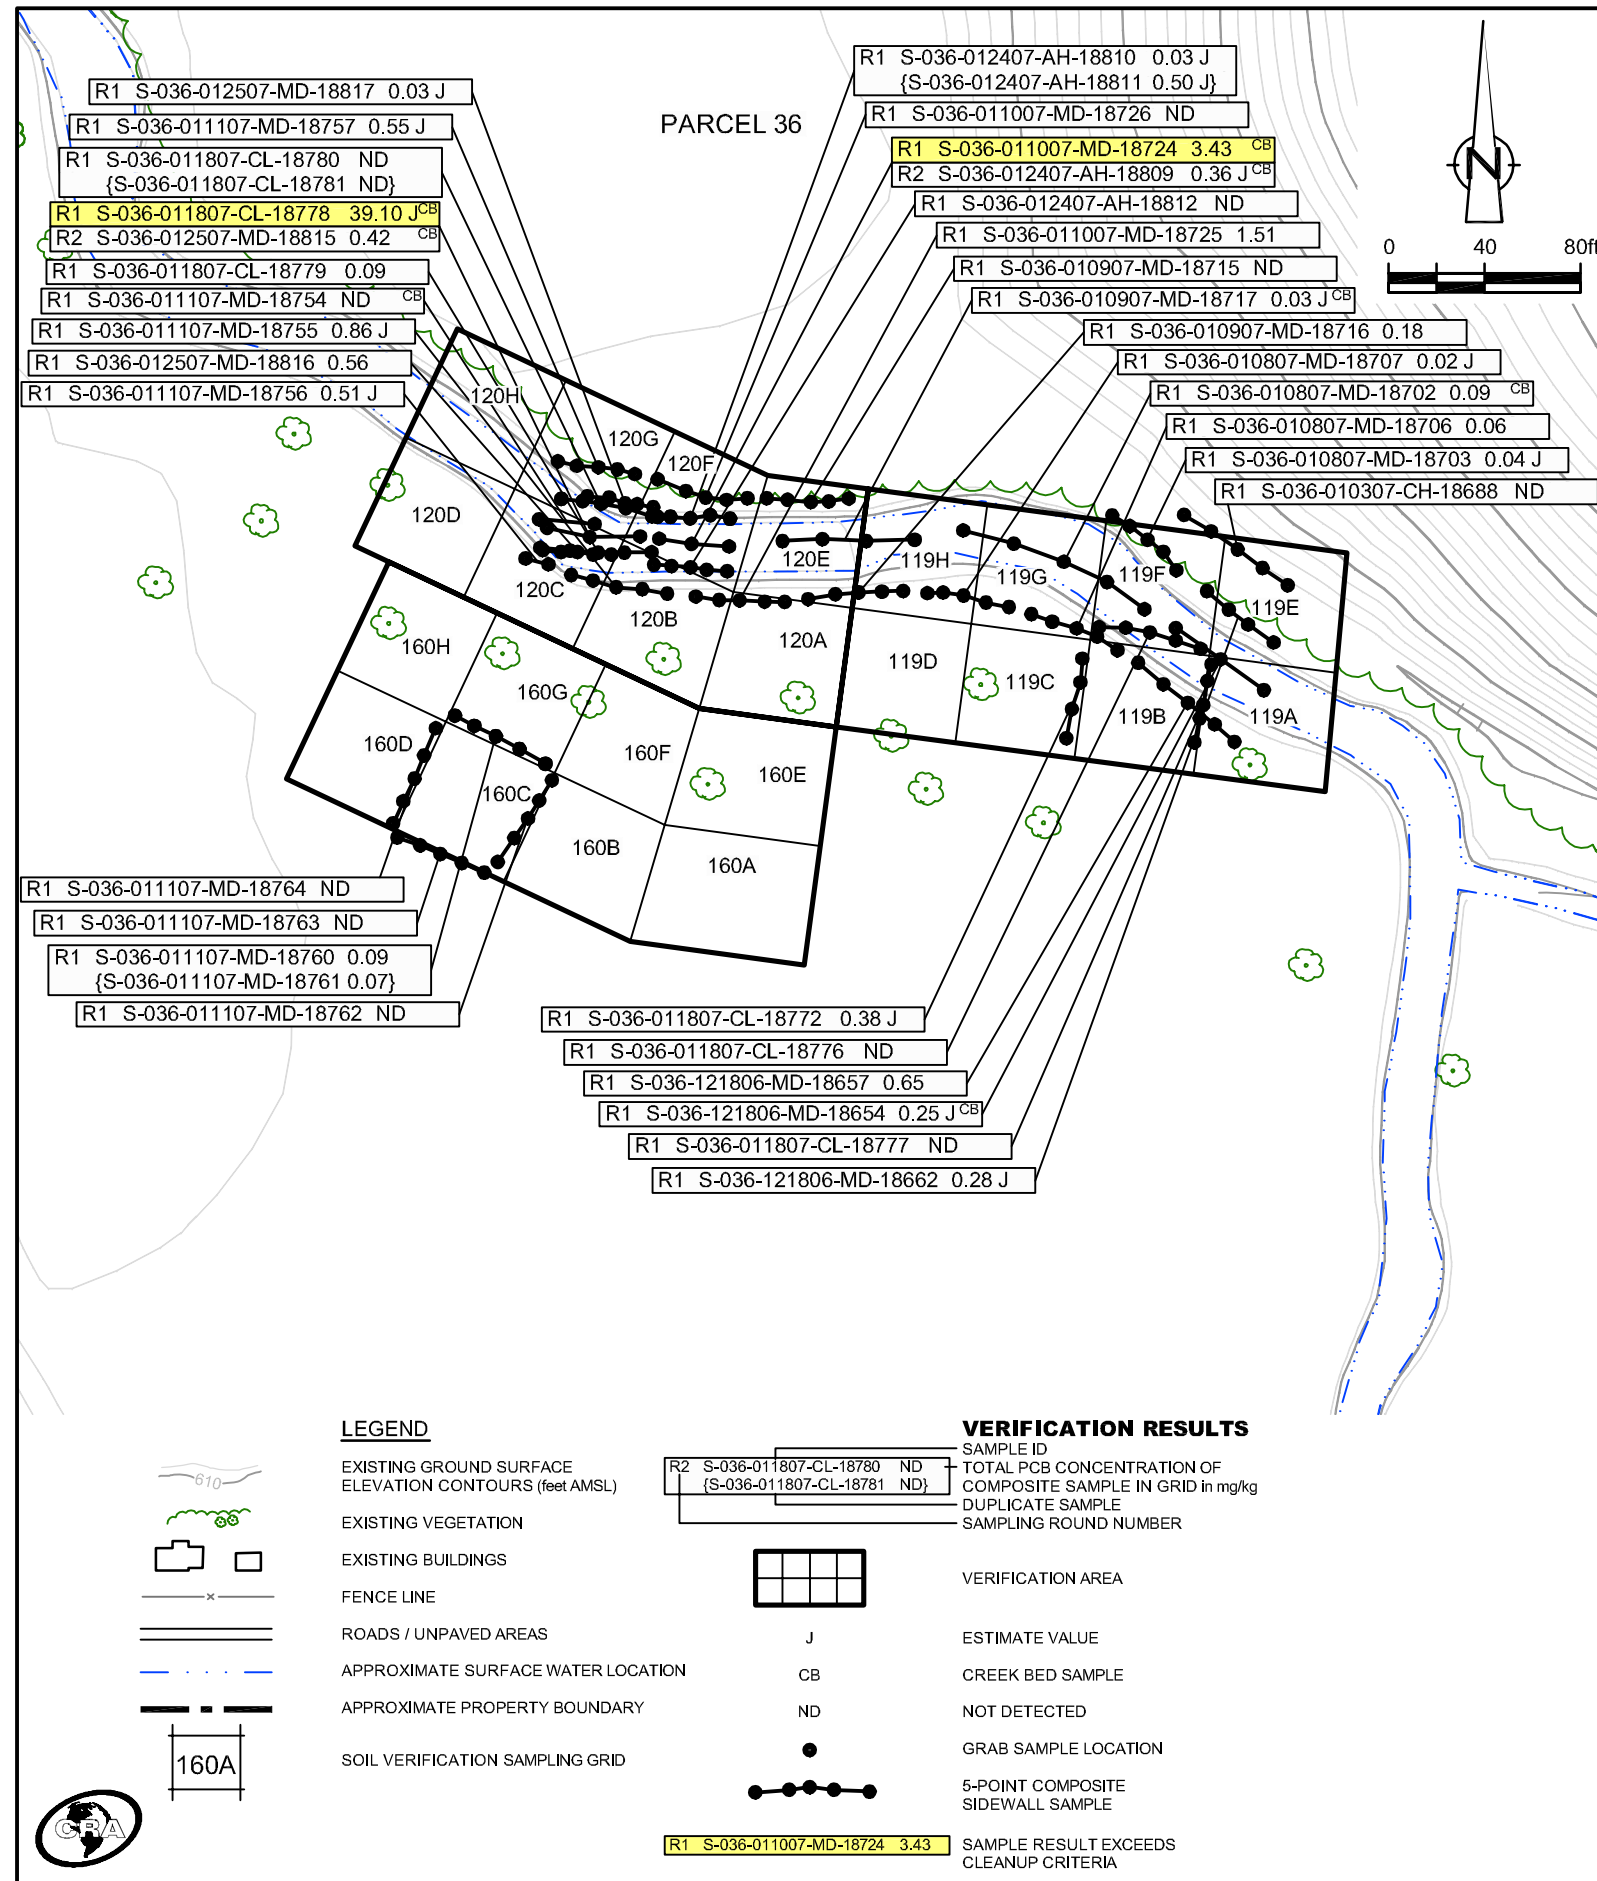 PARCEL 36
R1 S-036-012507-MD-18817 0.03 J
R1 S-036-011107-MD-18757 0.55 J
R1 S-036-011807-CL-18780 ND
{S-036-011807-CL-18781 ND}
R1 S-036-011807-CL-18778 39.10 J CB
R2 S-036-012507-MD-18815 0.42 CB
R1 S-036-011807-CL-18779 0.09
R1 S-036-011107-MD-18754 ND CB
R1 S-036-011107-MD-18755 0.86 J
R1 S-036-012507-MD-18816 0.56
R1 S-036-011107-MD-18756 0.51 J
R1 S-036-012407-AH-18810 0.03 J
{S-036-012407-AH-18811 0.50 J}
R1 S-036-011007-MD-18726 ND
R1 S-036-011007-MD-18724 3.43 CB
R2 S-036-012407-AH-18809 0.36 J CB
R1 S-036-012407-AH-18812 ND
R1 S-036-011007-MD-18725 1.51
R1 S-036-010907-MD-18715 ND
R1 S-036-010907-MD-18717 0.03 J CB
R1 S-036-010907-MD-18716 0.18
R1 S-036-010807-MD-18707 0.02 J
R1 S-036-010807-MD-18702 0.09 CB
R1 S-036-010807-MD-18706 0.06
R1 S-036-010807-MD-18703 0.04 J
R1 S-036-010307-CH-18688 ND
N
0 40 80ft
120H
120G
120F
120D
120E
119H
119G
119F
119E
120C
120B
120A
119D
119C
119B
119A
160H
160G
160F
160E
160D
160C
160B
160A
R1 S-036-011107-MD-18764 ND
R1 S-036-011107-MD-18763 ND
R1 S-036-011107-MD-18760 0.09
{S-036-011107-MD-18761 0.07}
R1 S-036-011107-MD-18762 ND
R1 S-036-011807-CL-18772 0.38 J
R1 S-036-011807-CL-18776 ND
R1 S-036-121806-MD-18657 0.65
R1 S-036-121806-MD-18654 0.25 J CB
R1 S-036-011807-CL-18777 ND
R1 S-036-121806-MD-18662 0.28 J
LEGEND
610
EXISTING GROUND SURFACE
ELEVATION CONTOURS (feet AMSL)
EXISTING VEGETATION
EXISTING BUILDINGS
x
FENCE LINE
ROADS / UNPAVED AREAS
APPROXIMATE SURFACE WATER LOCATION
APPROXIMATE PROPERTY BOUNDARY
160A
SOIL VERIFICATION SAMPLING GRID
CRA
VERIFICATION RESULTS
R2 S-036-011807-CL-18780 ND
{S-036-011807-CL-18781 ND}
SAMPLE ID
TOTAL PCB CONCENTRATION OF
COMPOSITE SAMPLE IN GRID in mg/kg
DUPLICATE SAMPLE
SAMPLING ROUND NUMBER
VERIFICATION AREA
J
ESTIMATE VALUE
CB
CREEK BED SAMPLE
ND
NOT DETECTED
GRAB SAMPLE LOCATION
5-POINT COMPOSITE
SIDEWALL SAMPLE
R1 S-036-011007-MD-18724 3.43
SAMPLE RESULT EXCEEDS
CLEANUP CRITERIA